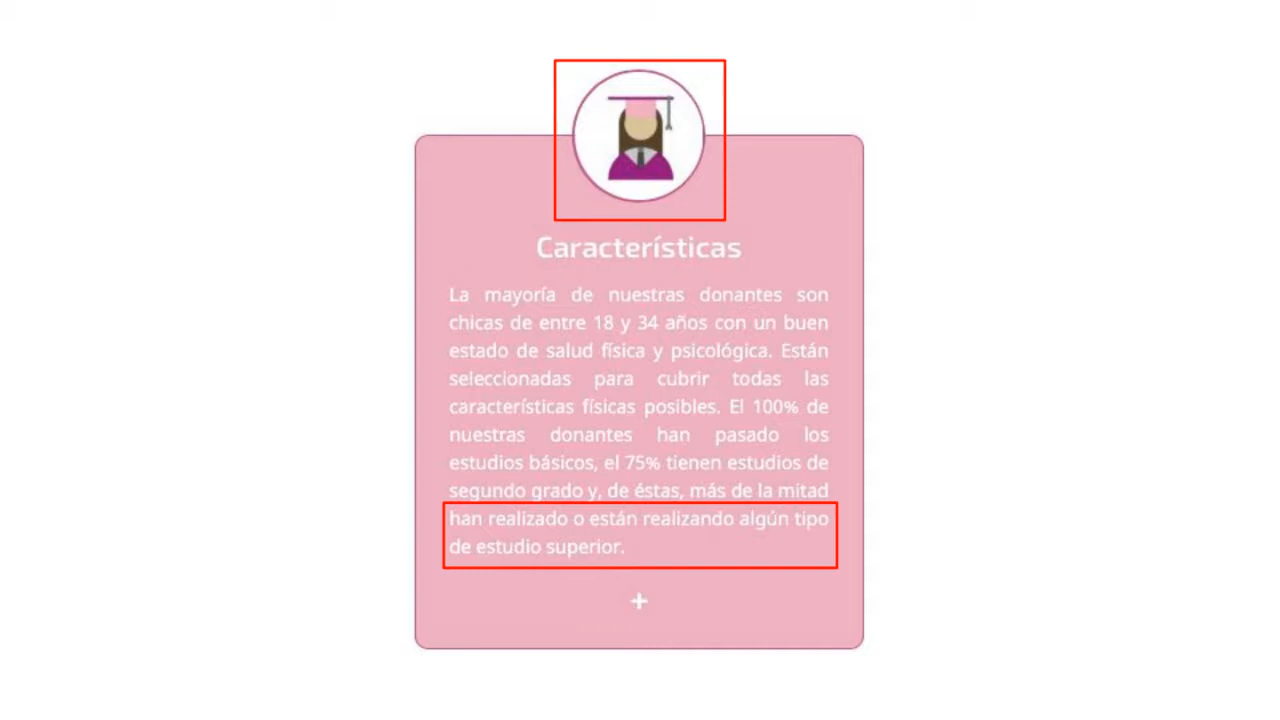 Características
La mayoría de nuestras donantes son
chicas de entre 18 y 34 años con un buen
estado de salud física y psicológica. Están
seleccionadas para cubrir todas las
características físicas posibles. El 100% de
nuestras donantes han pasado los
estudios básicos, el 75% tienen estudios de
segundo grado y, de éstas, más de la mitad
han realizado o están realizando algún tipo
de estudio superior.
+